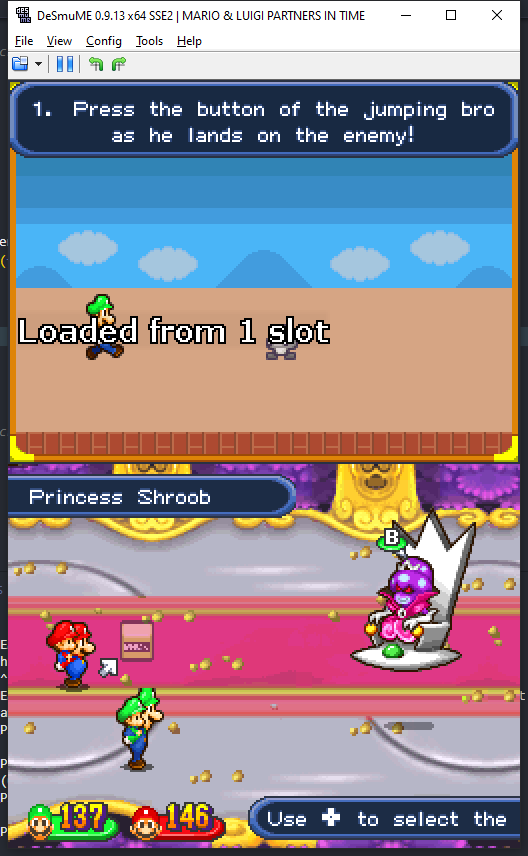 DeSmuME 0.9.13 x64 SSE2 | MARIO & LUIGI PARTNERS IN TIME
File View Config Tools Help
1. Press the button of the jumping bro
as he lands on the enemy!
Loaded from 1 slot
Princess Shroob
B
137 146
Use ✚ to select the